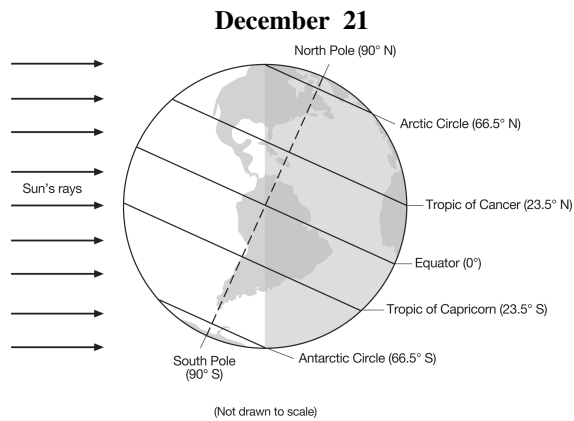 December 21
North Pole (90° N)
Arctic Circle (66.5° N)
Sun's rays
Tropic of Cancer (23.5° N)
Equator (0°)
Tropic of Capricorn (23.5° S)
South Pole
(90° S)
Antarctic Circle (66.5° S)
(Not drawn to scale)